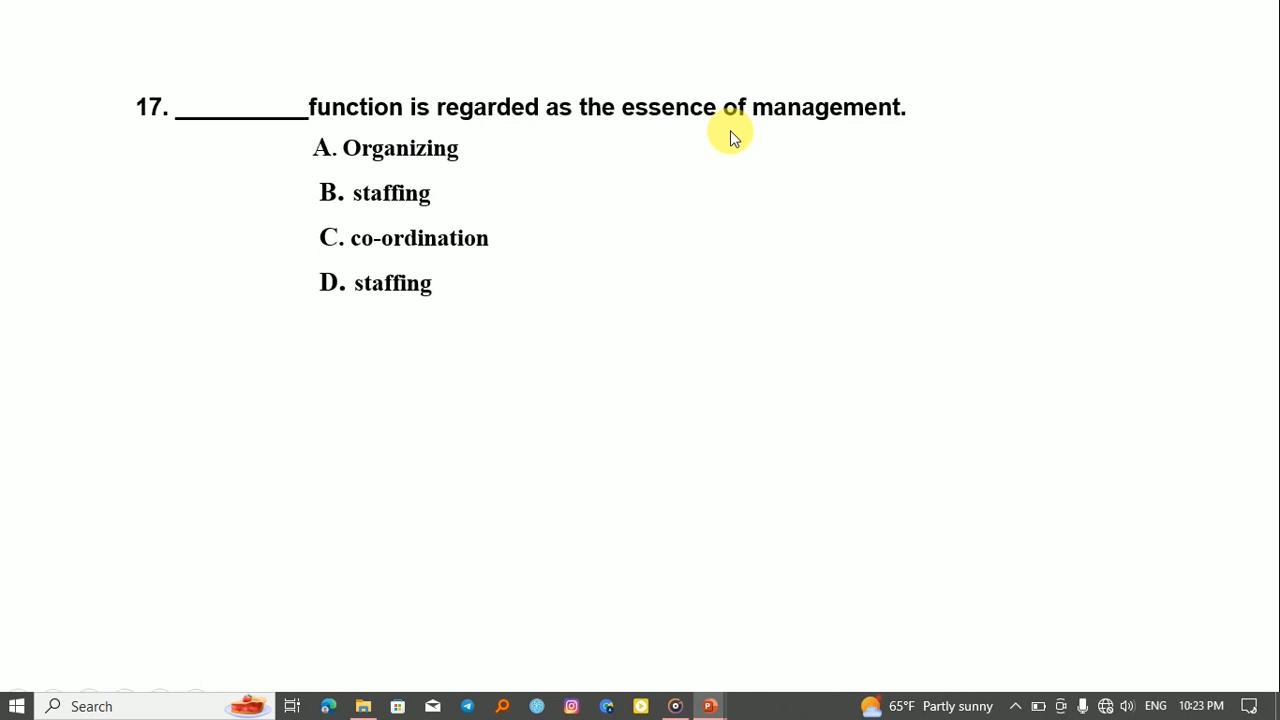 17. __________function is regarded as the essence of management.
A. Organizing
B. staffing
C. co-ordination
D. staffing
Search
65°F Partly sunny
ENG
10:23 PM